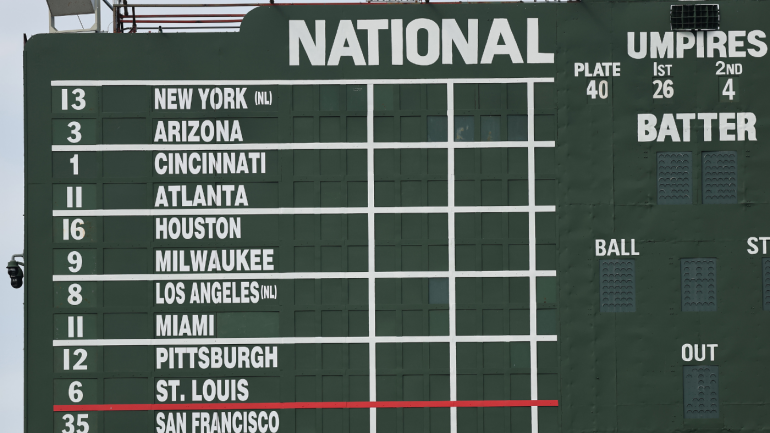 NATIONAL
UMPIRES
PLATE 1ST 2ND
40 26 4
BATTER
13 NEW YORK (NL)
3 ARIZONA
1 CINCINNATI
11 ATLANTA
16 HOUSTON
9 MILWAUKEE
8 LOS ANGELES (NL)
11 MIAMI
12 PITTSBURGH
6 ST. LOUIS
35 SAN FRANCISCO
BALL
ST
OUT